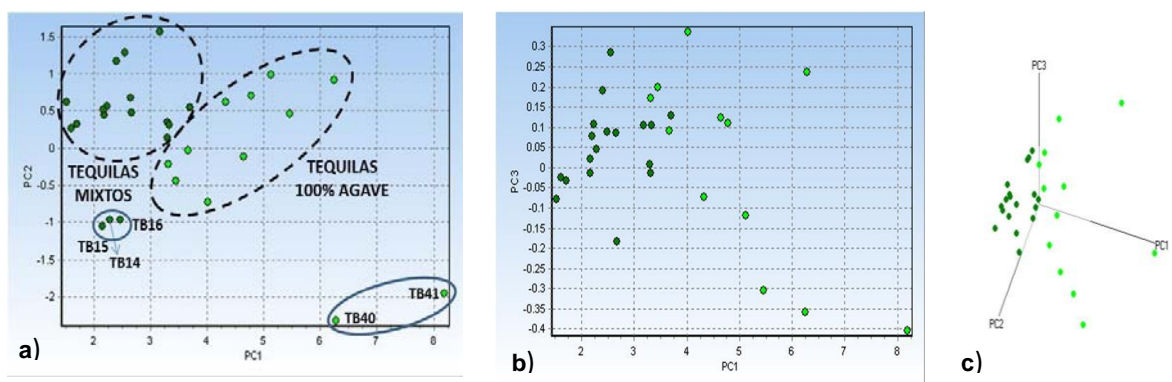 1.5
1
0.5
0
-0.5
-1
-1.5
-2
PC2
TEQUILAS
MIXTOS
TEQUILAS
100% AGAVE
TB16
TB15
TB14
TB41
TB40
2 3 4 5 6 7 8
PC1
a)
0.3
0.25
0.2
0.15
0.1
0.05
0
-0.05
-0.1
-0.15
-0.2
-0.25
-0.3
-0.35
-0.4
PC3
2 3 4 5 6 7 8
PC1
b)
PC3
PC1
PC2
c)